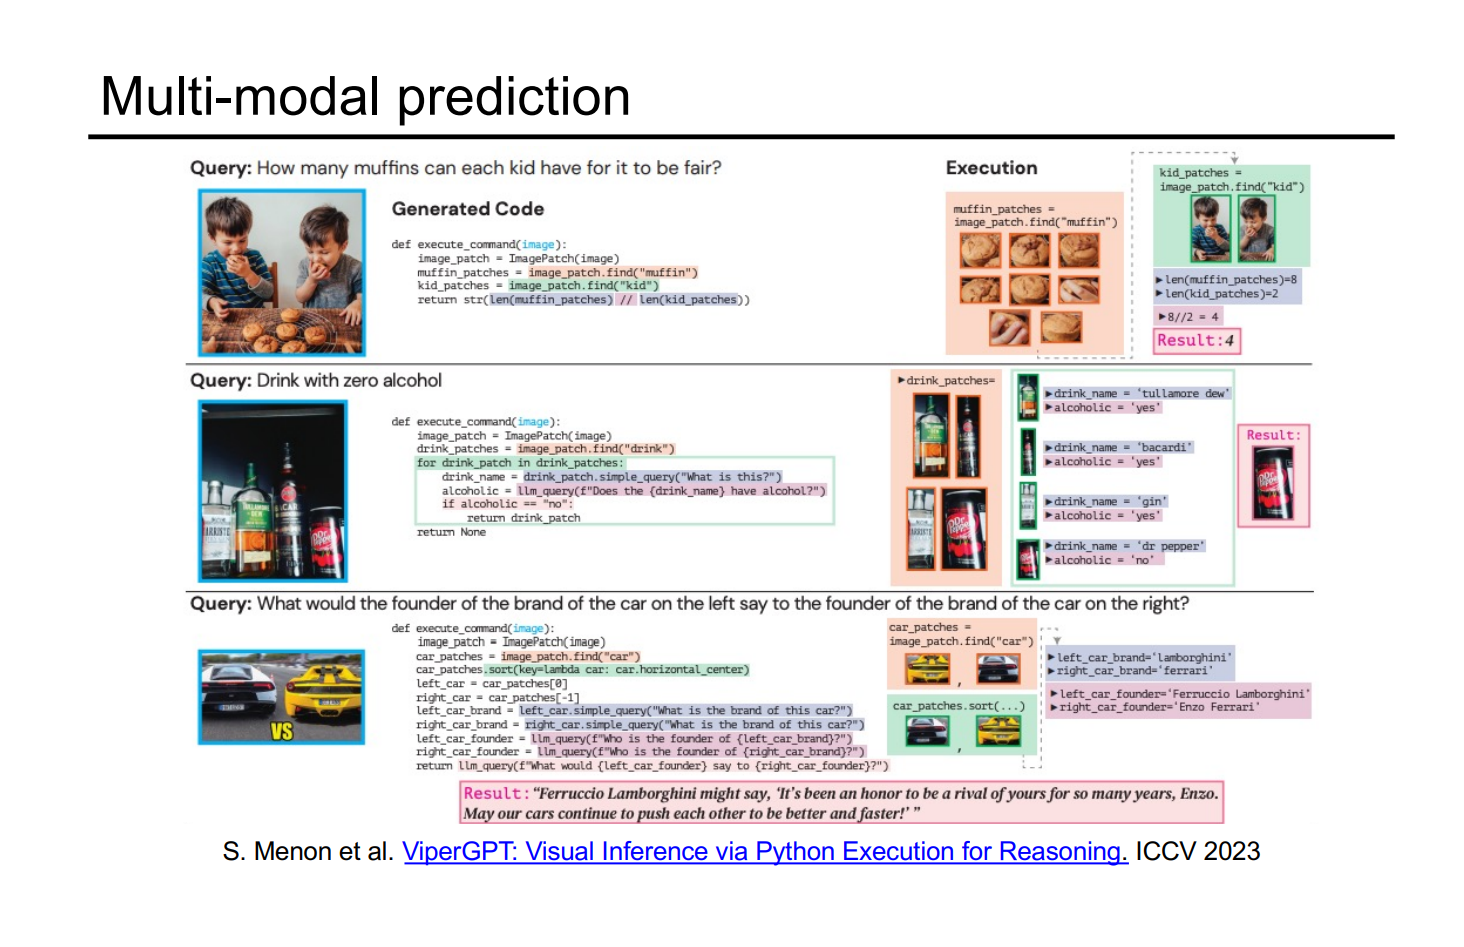 Multi-modal prediction
Query: How many muffins can each kid have for it to be fair?
Generated Code
def execute_command(image):
image_patch = ImagePatch(image)
muffin_patches = image_patch.find("muffin")
kid_patches = image_patch.find("kid")
return str(len(muffin_patches) // len(kid_patches))
Execution
muffin_patches =
image_patch.find("muffin")
kid_patches =
image_patch.find("kid")
▶len(muffin_patches)=8
▶len(kid_patches)=2
▶8//2 = 4
Result:4
Query: Drink with zero alcohol
def execute_command(image):
image_patch = ImagePatch(image)
drink_patches = image_patch.find("drink")
for drink_patch in drink_patches:
drink_name = drink_patch.simple_query("What is this?")
alcoholic = llm_query(f"Does the {drink_name} have alcohol?")
if alcoholic == "no":
return drink_patch
return None
▶drink_patches=
▶drink_name = 'tullamore dew'
▶alcoholic = 'yes'
▶drink_name = 'bacardi'
▶alcoholic = 'yes'
▶drink_name = 'gin'
▶alcoholic = 'yes'
▶drink_name = 'dr pepper'
▶alcoholic = 'no'
Result:
Query: What would the founder of the brand of the car on the left say to the founder of the brand of the car on the right?
VS
def execute_command(image):
image_patch = ImagePatch(image)
car_patches = image_patch.find("car")
car_patches.sort(key=lambda car: car.horizontal_center)
left_car = car_patches[0]
right_car = car_patches[-1]
left_car_brand = left_car.simple_query("What is the brand of this car?")
right_car_brand = right_car.simple_query("What is the brand of this car?")
left_car_founder = llm_query(f"Who is the founder of {left_car_brand}?")
right_car_founder = llm_query(f"Who is the founder of {right_car_brand}?")
return llm_query(f"What would {left_car_founder} say to {right_car_founder}?")
car_patches =
image_patch.find("car")
,
car_patches.sort(...)
,
▶left_car_brand='lamborghini'
▶right_car_brand='ferrari'
▶left_car_founder='Ferruccio Lamborghini'
▶right_car_founder='Enzo Ferrari'
Result: “Ferruccio Lamborghini might say, ‘It’s been an honor to be a rival of yours for so many years, Enzo.
May our cars continue to push each other to be better and faster!’ ”
S. Menon et al. ViperGPT: Visual Inference via Python Execution for Reasoning. ICCV 2023